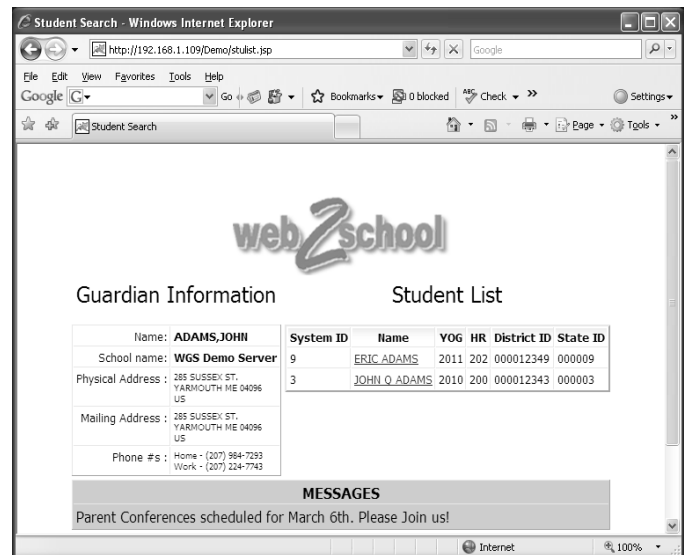 Student Search - Windows Internet Explorer
http://192.168.1.109/Demo/stulist.jsp
Google
File Edit View Favorites Tools Help
Google G Go Bookmarks 0 blocked ABC Check » Settings
Student Search Page Tools »
web2school
Guardian Information
Name: ADAMS,JOHN
School name: WGS Demo Server
Physical Address : 285 SUSSEX ST.
YARMOUTH ME 04096
US
Mailing Address : 285 SUSSEX ST.
YARMOUTH ME 04096
US
Phone #s : Home - (207) 984-7293
Work - (207) 224-7743
Student List
System ID Name YOG HR District ID State ID
9 ERIC ADAMS 2011 202 000012349 000009
3 JOHN Q ADAMS 2010 200 000012343 000003
MESSAGES
Parent Conferences scheduled for March 6th. Please Join us!
Internet 100%